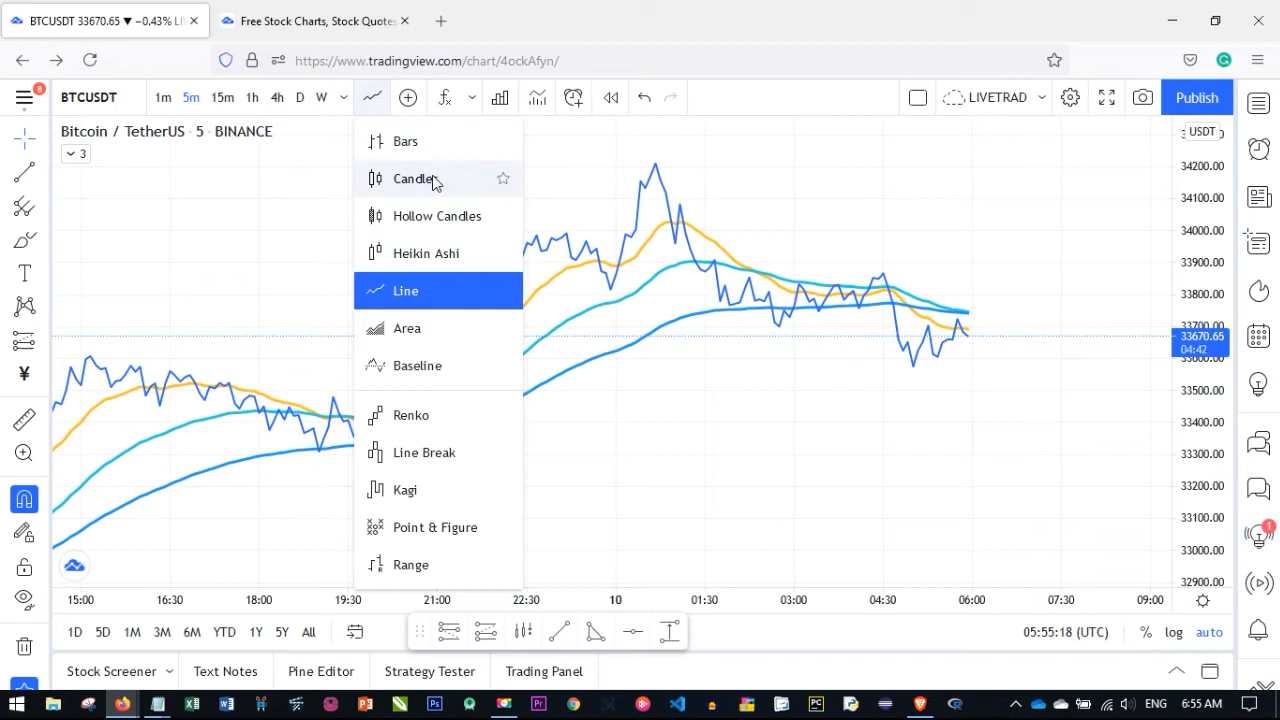 BTCUSDT 33670.65 ▼ −0.43% LI
Free Stock Charts, Stock Quotes
https://www.tradingview.com/chart/4ockAfyn/
8
BTCUSDT 1m 5m 15m 1h 4h D W LIVETRAD Publish
Bitcoin / TetherUS · 5 · BINANCE
3
Bars
Candles
Hollow Candles
Heikin Ashi
Line
Area
Baseline
Renko
Line Break
Kagi
Point & Figure
Range
USDT
34200.00
34100.00
34000.00
33900.00
33800.00
33700.00
33670.65
04:42
33600.00
33500.00
33400.00
33300.00
33200.00
33100.00
33000.00
32900.00
¥
1
15:00 16:30 18:00 19:30 21:00 22:30 10 01:30 03:00 04:30 06:00 07:30 09:00
1D 5D 1M 3M 6M YTD 1Y 5Y All 05:55:18 (UTC) % log auto
Stock Screener Text Notes Pine Editor Strategy Tester Trading Panel
ENG 6:55 AM